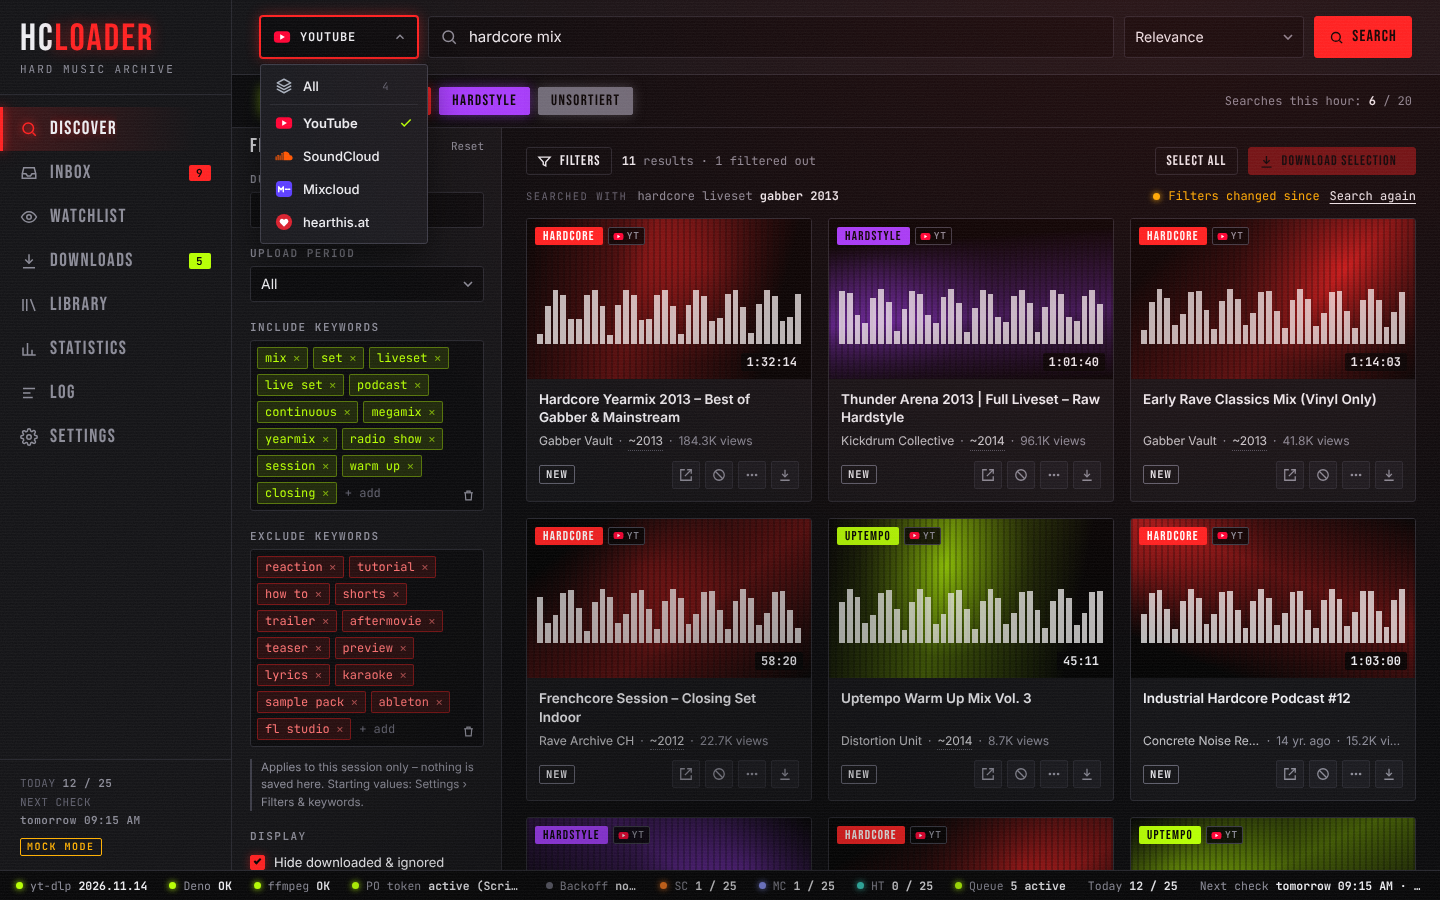 HCLOADER
HARD MUSIC ARCHIVE
DISCOVER
INBOX 9
WATCHLIST
DOWNLOADS 5
LIBRARY
STATISTICS
LOG
SETTINGS
TODAY 12 / 25
NEXT CHECK
tomorrow 09:15 AM
MOCK MODE
YOUTUBE
hardcore mix
Relevance
SEARCH
All 4
YouTube
SoundCloud
Mixcloud
hearthis.at
HARDSTYLE
UNSORTIERT
Searches this hour: 6 / 20
Reset
UPLOAD PERIOD
All
INCLUDE KEYWORDS
mix × set × liveset ×
live set × podcast ×
continuous × megamix ×
yearmix × radio show ×
session × warm up ×
closing × + add
EXCLUDE KEYWORDS
reaction × tutorial ×
how to × shorts ×
trailer × aftermovie ×
teaser × preview ×
lyrics × karaoke ×
sample pack × ableton ×
fl studio × + add
Applies to this session only – nothing is
saved here. Starting values: Settings ›
Filters & keywords.
DISPLAY
Hide downloaded & ignored
FILTERS
11 results · 1 filtered out
SELECT ALL
DOWNLOAD SELECTION
SEARCHED WITH hardcore liveset gabber 2013
Filters changed since Search again
HARDCORE YT
1:32:14
Hardcore Yearmix 2013 – Best of
Gabber & Mainstream
Gabber Vault · ~2013 · 184.3K views
NEW
HARDSTYLE YT
1:01:40
Thunder Arena 2013 | Full Liveset – Raw
Hardstyle
Kickdrum Collective · ~2014 · 96.1K views
NEW
HARDCORE YT
1:14:03
Early Rave Classics Mix (Vinyl Only)
Gabber Vault · ~2013 · 41.8K views
NEW
HARDCORE YT
58:20
Frenchcore Session – Closing Set
Indoor
Rave Archive CH · ~2012 · 22.7K views
NEW
UPTEMPO YT
45:11
Uptempo Warm Up Mix Vol. 3
Distortion Unit · ~2014 · 8.7K views
NEW
HARDCORE YT
1:03:00
Industrial Hardcore Podcast #12
Concrete Noise Re... · 14 yr. ago · 15.2K vi...
NEW
HARDSTYLE YT
HARDCORE YT
UPTEMPO YT
yt-dlp 2026.11.14 Deno OK ffmpeg OK PO token active (Scri... Backoff no... SC 1 / 25 MC 1 / 25 HT 0 / 25 Queue 5 active Today 12 / 25 Next check tomorrow 09:15 AM · ...